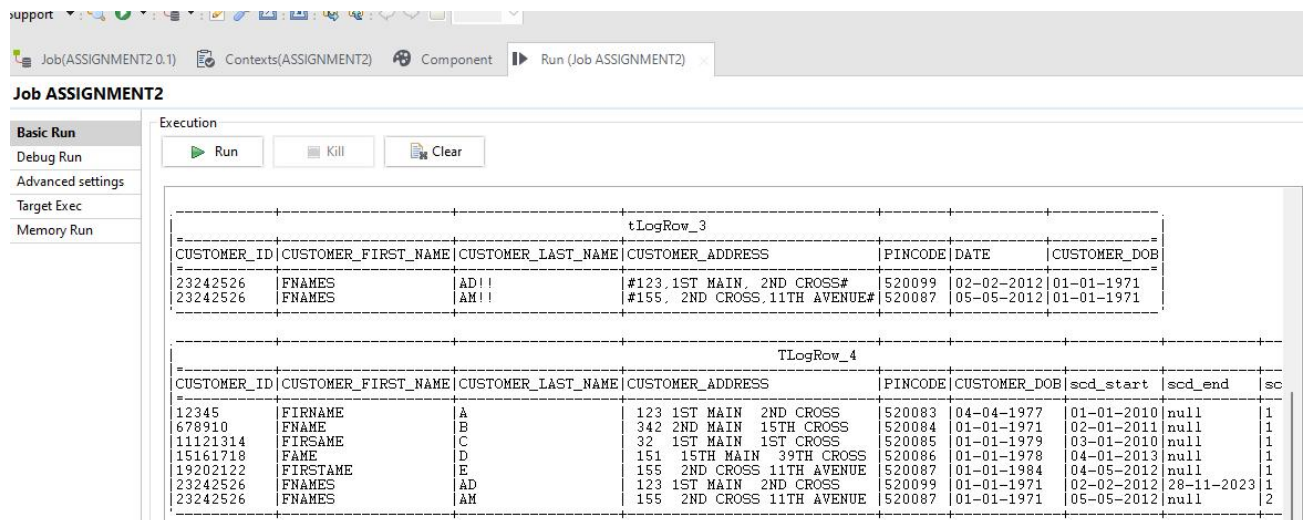 support
Job(ASSIGNMENT2 0.1) Contexts(ASSIGNMENT2) Component Run (Job ASSIGNMENT2)
Job ASSIGNMENT2
Basic Run
Debug Run
Advanced settings
Target Exec
Memory Run
Execution
Run Kill Clear
tLogRow_3
CUSTOMER_ID|CUSTOMER_FIRST_NAME|CUSTOMER_LAST_NAME|CUSTOMER_ADDRESS |PINCODE|DATE |CUSTOMER_DOB
23242526 |FNAMES |AD!! |#123,1ST MAIN, 2ND CROSS# |520099 |02-02-2012|01-01-1971
23242526 |FNAMES |AM!! |#155, 2ND CROSS,11TH AVENUE#|520087 |05-05-2012|01-01-1971
TLogRow_4
CUSTOMER_ID|CUSTOMER_FIRST_NAME|CUSTOMER_LAST_NAME|CUSTOMER_ADDRESS |PINCODE|CUSTOMER_DOB|scd_start |scd_end |sc
12345 |FIRNAME |A | 123 1ST MAIN 2ND CROSS |520083 |04-04-1977 |01-01-2010|null |1
678910 |FNAME |B | 342 2ND MAIN 15TH CROSS |520084 |01-01-1971 |02-01-2011|null |1
11121314 |FIRSAME |C | 32 1ST MAIN 1ST CROSS |520085 |01-01-1979 |03-01-2010|null |1
15161718 |FAME |D | 151 15TH MAIN 39TH CROSS |520086 |01-01-1978 |04-01-2013|null |1
19202122 |FIRSTAME |E | 155 2ND CROSS 11TH AVENUE |520087 |01-01-1984 |02-01-2012|null |1
23242526 |FNAMES |AD | 123 1ST MAIN 2ND CROSS |520099 |01-01-1971 |02-02-2012|28-11-2023|1
23242526 |FNAMES |AM | 155 2ND CROSS 11TH AVENUE |520087 |01-01-1971 |05-05-2012|null |2